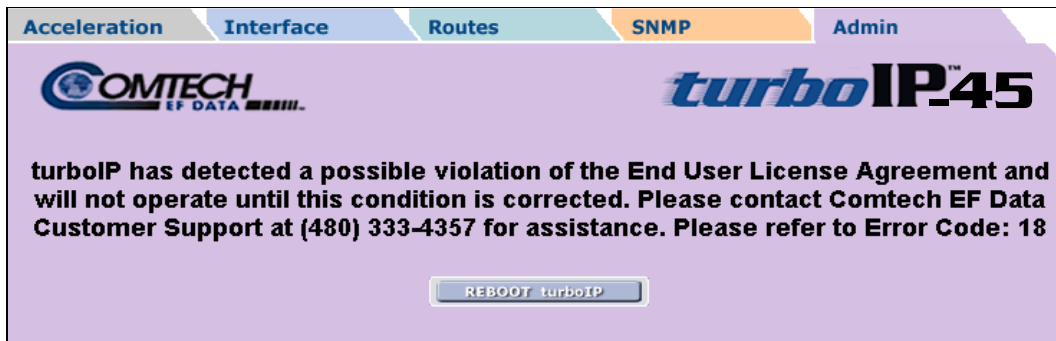 Acceleration Interface Routes SNMP Admin
COMTECH
EF DATA
turboIP™-45
turboIP has detected a possible violation of the End User License Agreement and
will not operate until this condition is corrected. Please contact Comtech EF Data
Customer Support at (480) 333-4357 for assistance. Please refer to Error Code: 18
REBOOT turboIP